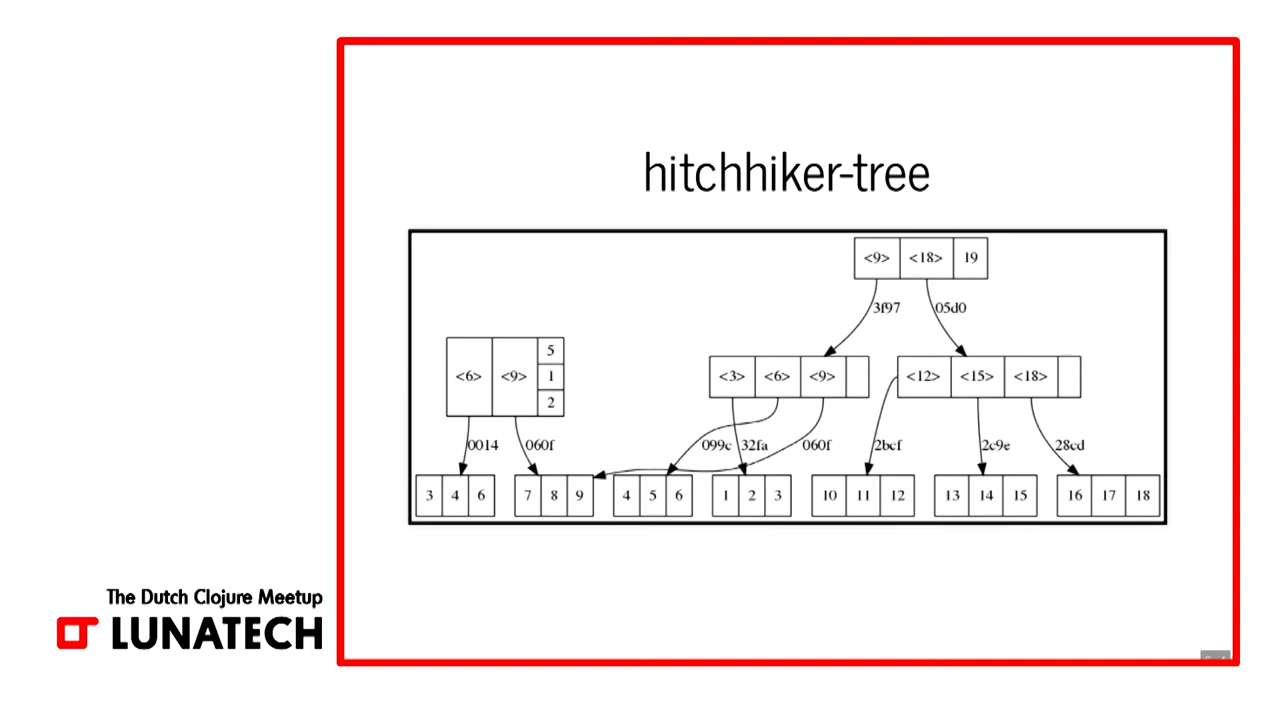 hitchhiker-tree
<9> <18> 19
3f97 05d0
5
<6> <9> 1
2
<3> <6> <9>
<12> <15> <18>
0014 060f 099c 32fa 060f 2bcf 2c9e 28cd
3 4 6
7 8 9
4 5 6
1 2 3
10 11 12
13 14 15
16 17 18
The Dutch Clojure Meetup
LUNATECH